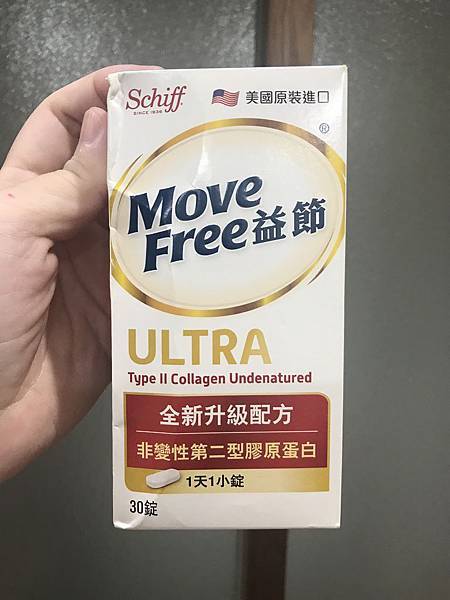 Schiff
SINCE 1936
美國原裝進口
®
Move
Free益節
ULTRA
Type II Collagen Undenatured
全新升級配方
非變性第二型膠原蛋白
1天1小錠
30錠